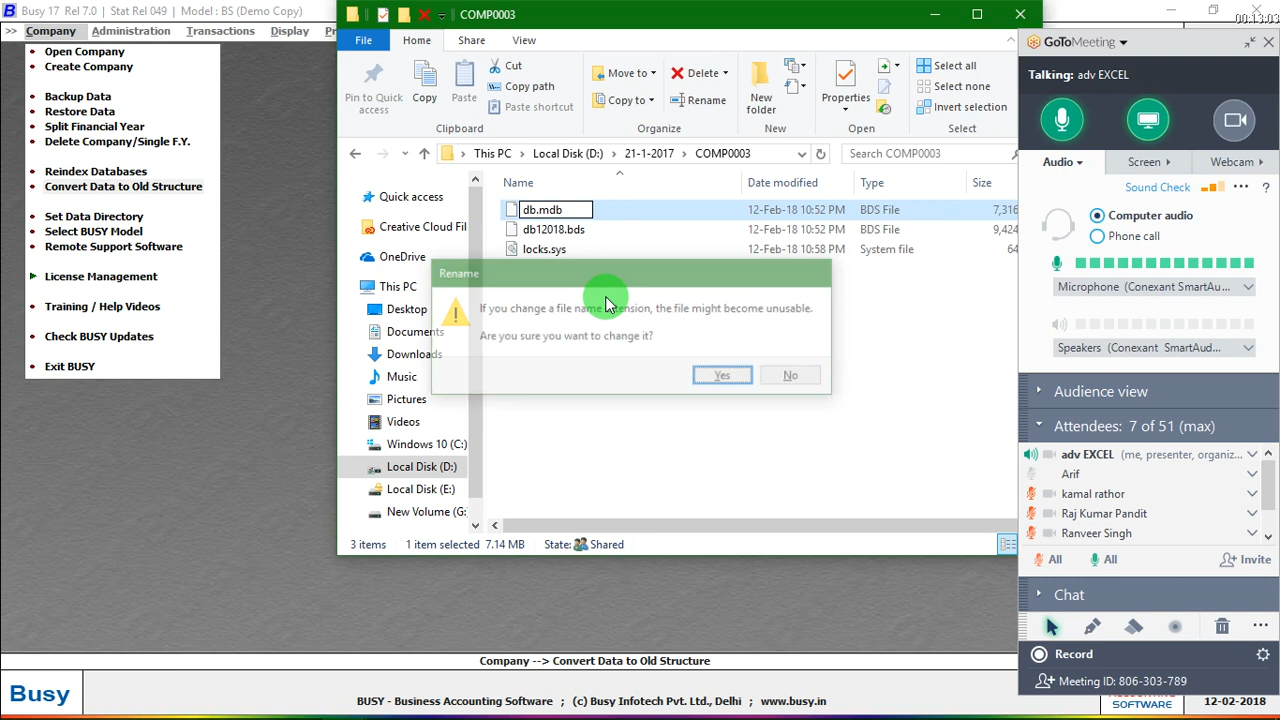 Busy 17 Rel 7.0 | Stat Rel 049 | Model : BS (Demo Copy)
>> Company Administration Transactions Display
Open Company
Create Company
Backup Data
Restore Data
Split Financial Year
Delete Company/Single F.Y.
Reindex Databases
Convert Data to Old Structure
Set Data Directory
Select BUSY Model
Remote Support Software
License Management
Training / Help Videos
Check BUSY Updates
Exit BUSY
COMP0003
File Home Share View
Pin to Quick access
Copy
Paste
Cut
Copy path
Paste shortcut
Clipboard
Move to
Copy to
Delete
Rename
Organize
New folder
New
Properties
Open
Select all
Select none
Invert selection
Select
This PC > Local Disk (D:) > 21-1-2017 > COMP0003
Search COMP0003
Quick access
Creative Cloud Fil
OneDrive
This PC
Desktop
Documents
Downloads
Music
Pictures
Videos
Windows 10 (C:)
Local Disk (D:)
Local Disk (E:)
New Volume (G:
Name Date modified Type Size
db.mdb 12-Feb-18 10:52 PM BDS File 7,316
db12018.bds 12-Feb-18 10:52 PM BDS File 9,424
locks.sys 12-Feb-18 10:58 PM System file 64
Rename
If you change a file name extension, the file might become unusable.
Are you sure you want to change it?
Yes No
3 items 1 item selected 7.14 MB State: Shared
00:13:03
GoToMeeting
Talking: adv EXCEL
Audio Screen Webcam
Sound Check ?
Computer audio
Phone call
Microphone (Conexant SmartAu...
Speakers (Conexant SmartAud...
Audience view
Attendees: 7 of 51 (max)
adv EXCEL (me, presenter, organiz...
Arif
kamal rathor
Raj Kumar Pandit
Ranveer Singh
All All Invite
Chat
Record
Meeting ID: 806-303-789
Company --> Convert Data to Old Structure
Busy
BUSY - Business Accounting Software ; (c) Busy Infotech Pvt. Ltd., Delhi ; www.busy.in
SOFTWARE
12-02-2018